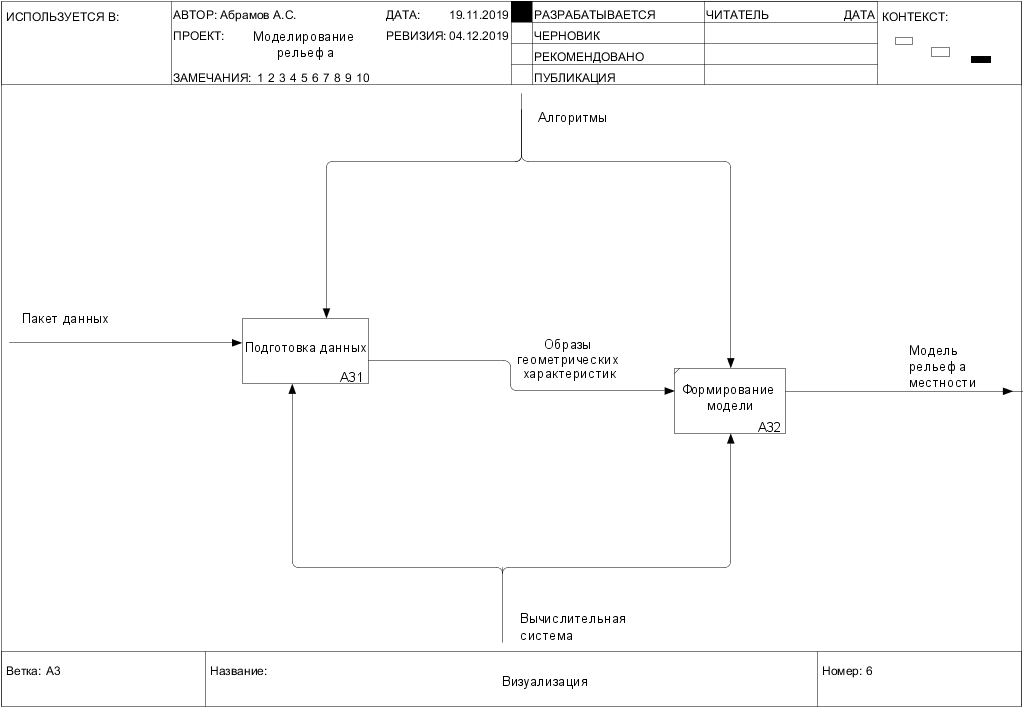 ИСПОЛЬЗУЕТСЯ В:
АВТОР: Абрамов А.С.
ДАТА: 19.11.2019
РАЗРАБАТЫВАЕТСЯ
ЧИТАТЕЛЬ
ДАТА
КОНТЕКСТ:
ПРОЕКТ: Моделирование
рельефа
РЕВИЗИЯ: 04.12.2019
ЧЕРНОВИК
РЕКОМЕНДОВАНО
ЗАМЕЧАНИЯ: 1 2 3 4 5 6 7 8 9 10
ПУБЛИКАЦИЯ
Алгоритмы
Пакет данных
Подготовка данных
A31
Образы
геометрических
характеристик
Формирование
модели
A32
Модель
рельефа
местности
Вычислительная
система
Ветка: A3
Название:
Визуализация
Номер: 6